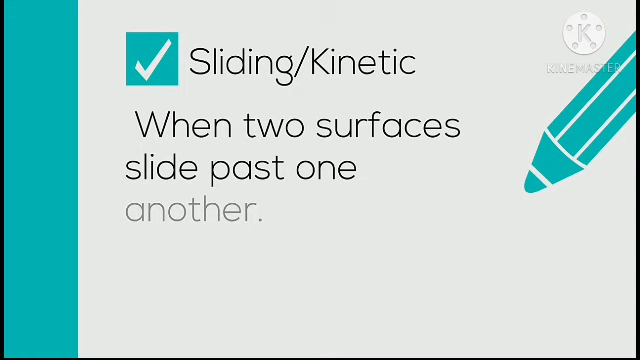 K
KINEMASTER
Sliding/Kinetic
When two surfaces
slide past one
another.